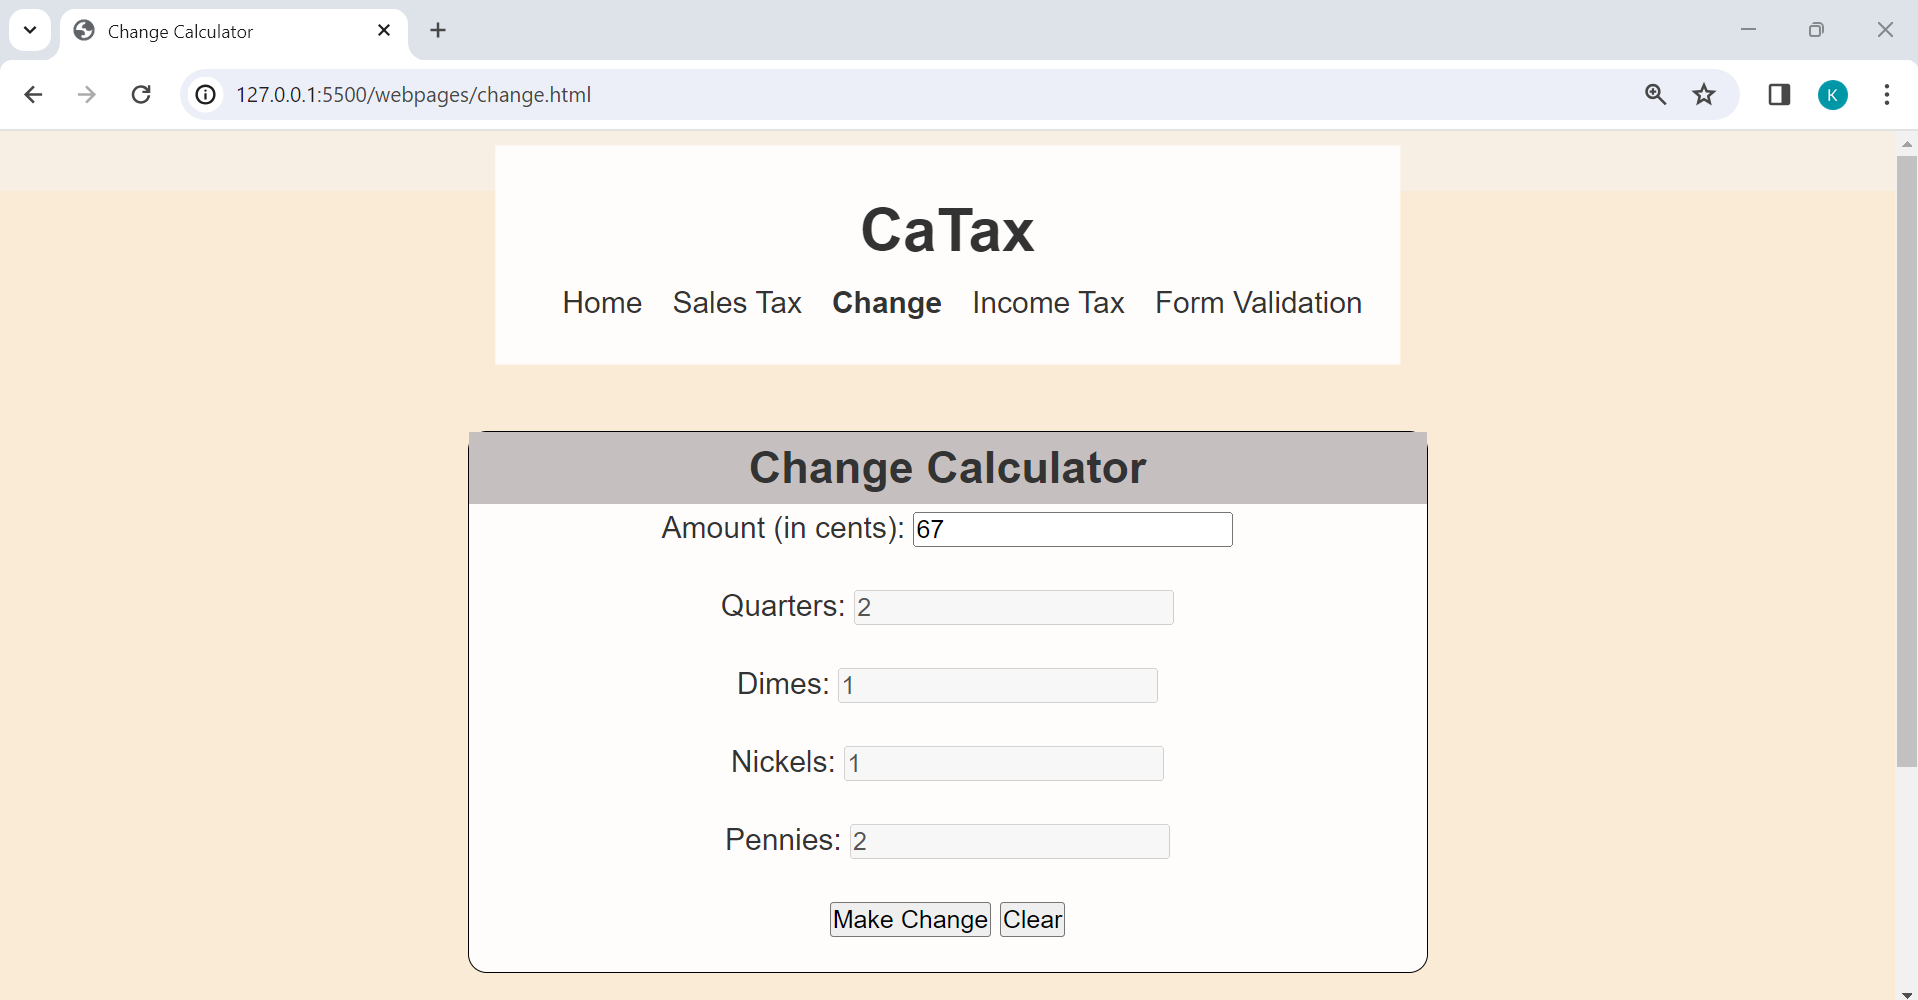 Change Calculator
127.0.0.1:5500/webpages/change.html
K
CaTax
Home Sales Tax Change Income Tax Form Validation
Change Calculator
Amount (in cents): 67
Quarters: 2
Dimes: 1
Nickels: 1
Pennies: 2
Make Change Clear